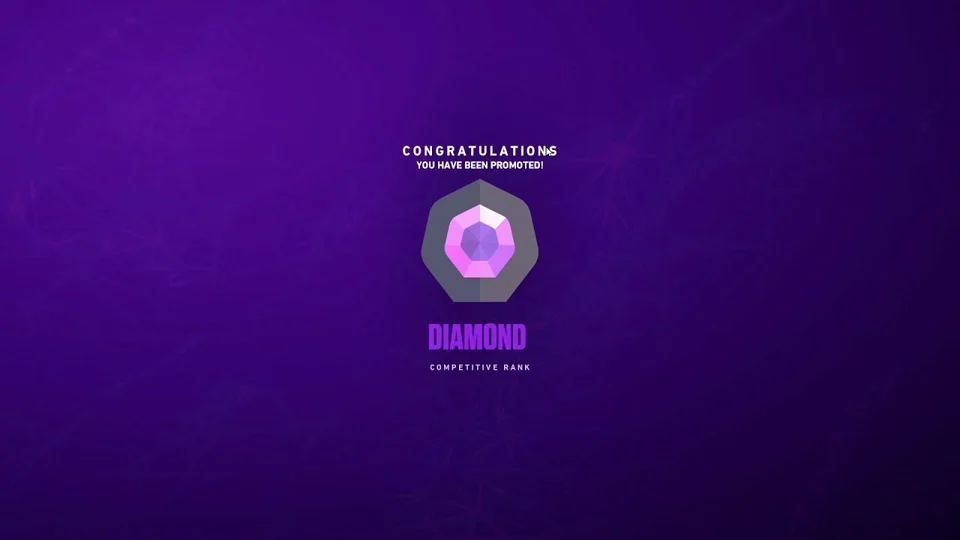 CONGRATULATIONS
YOU HAVE BEEN PROMOTED!
DIAMOND
COMPETITIVE RANK